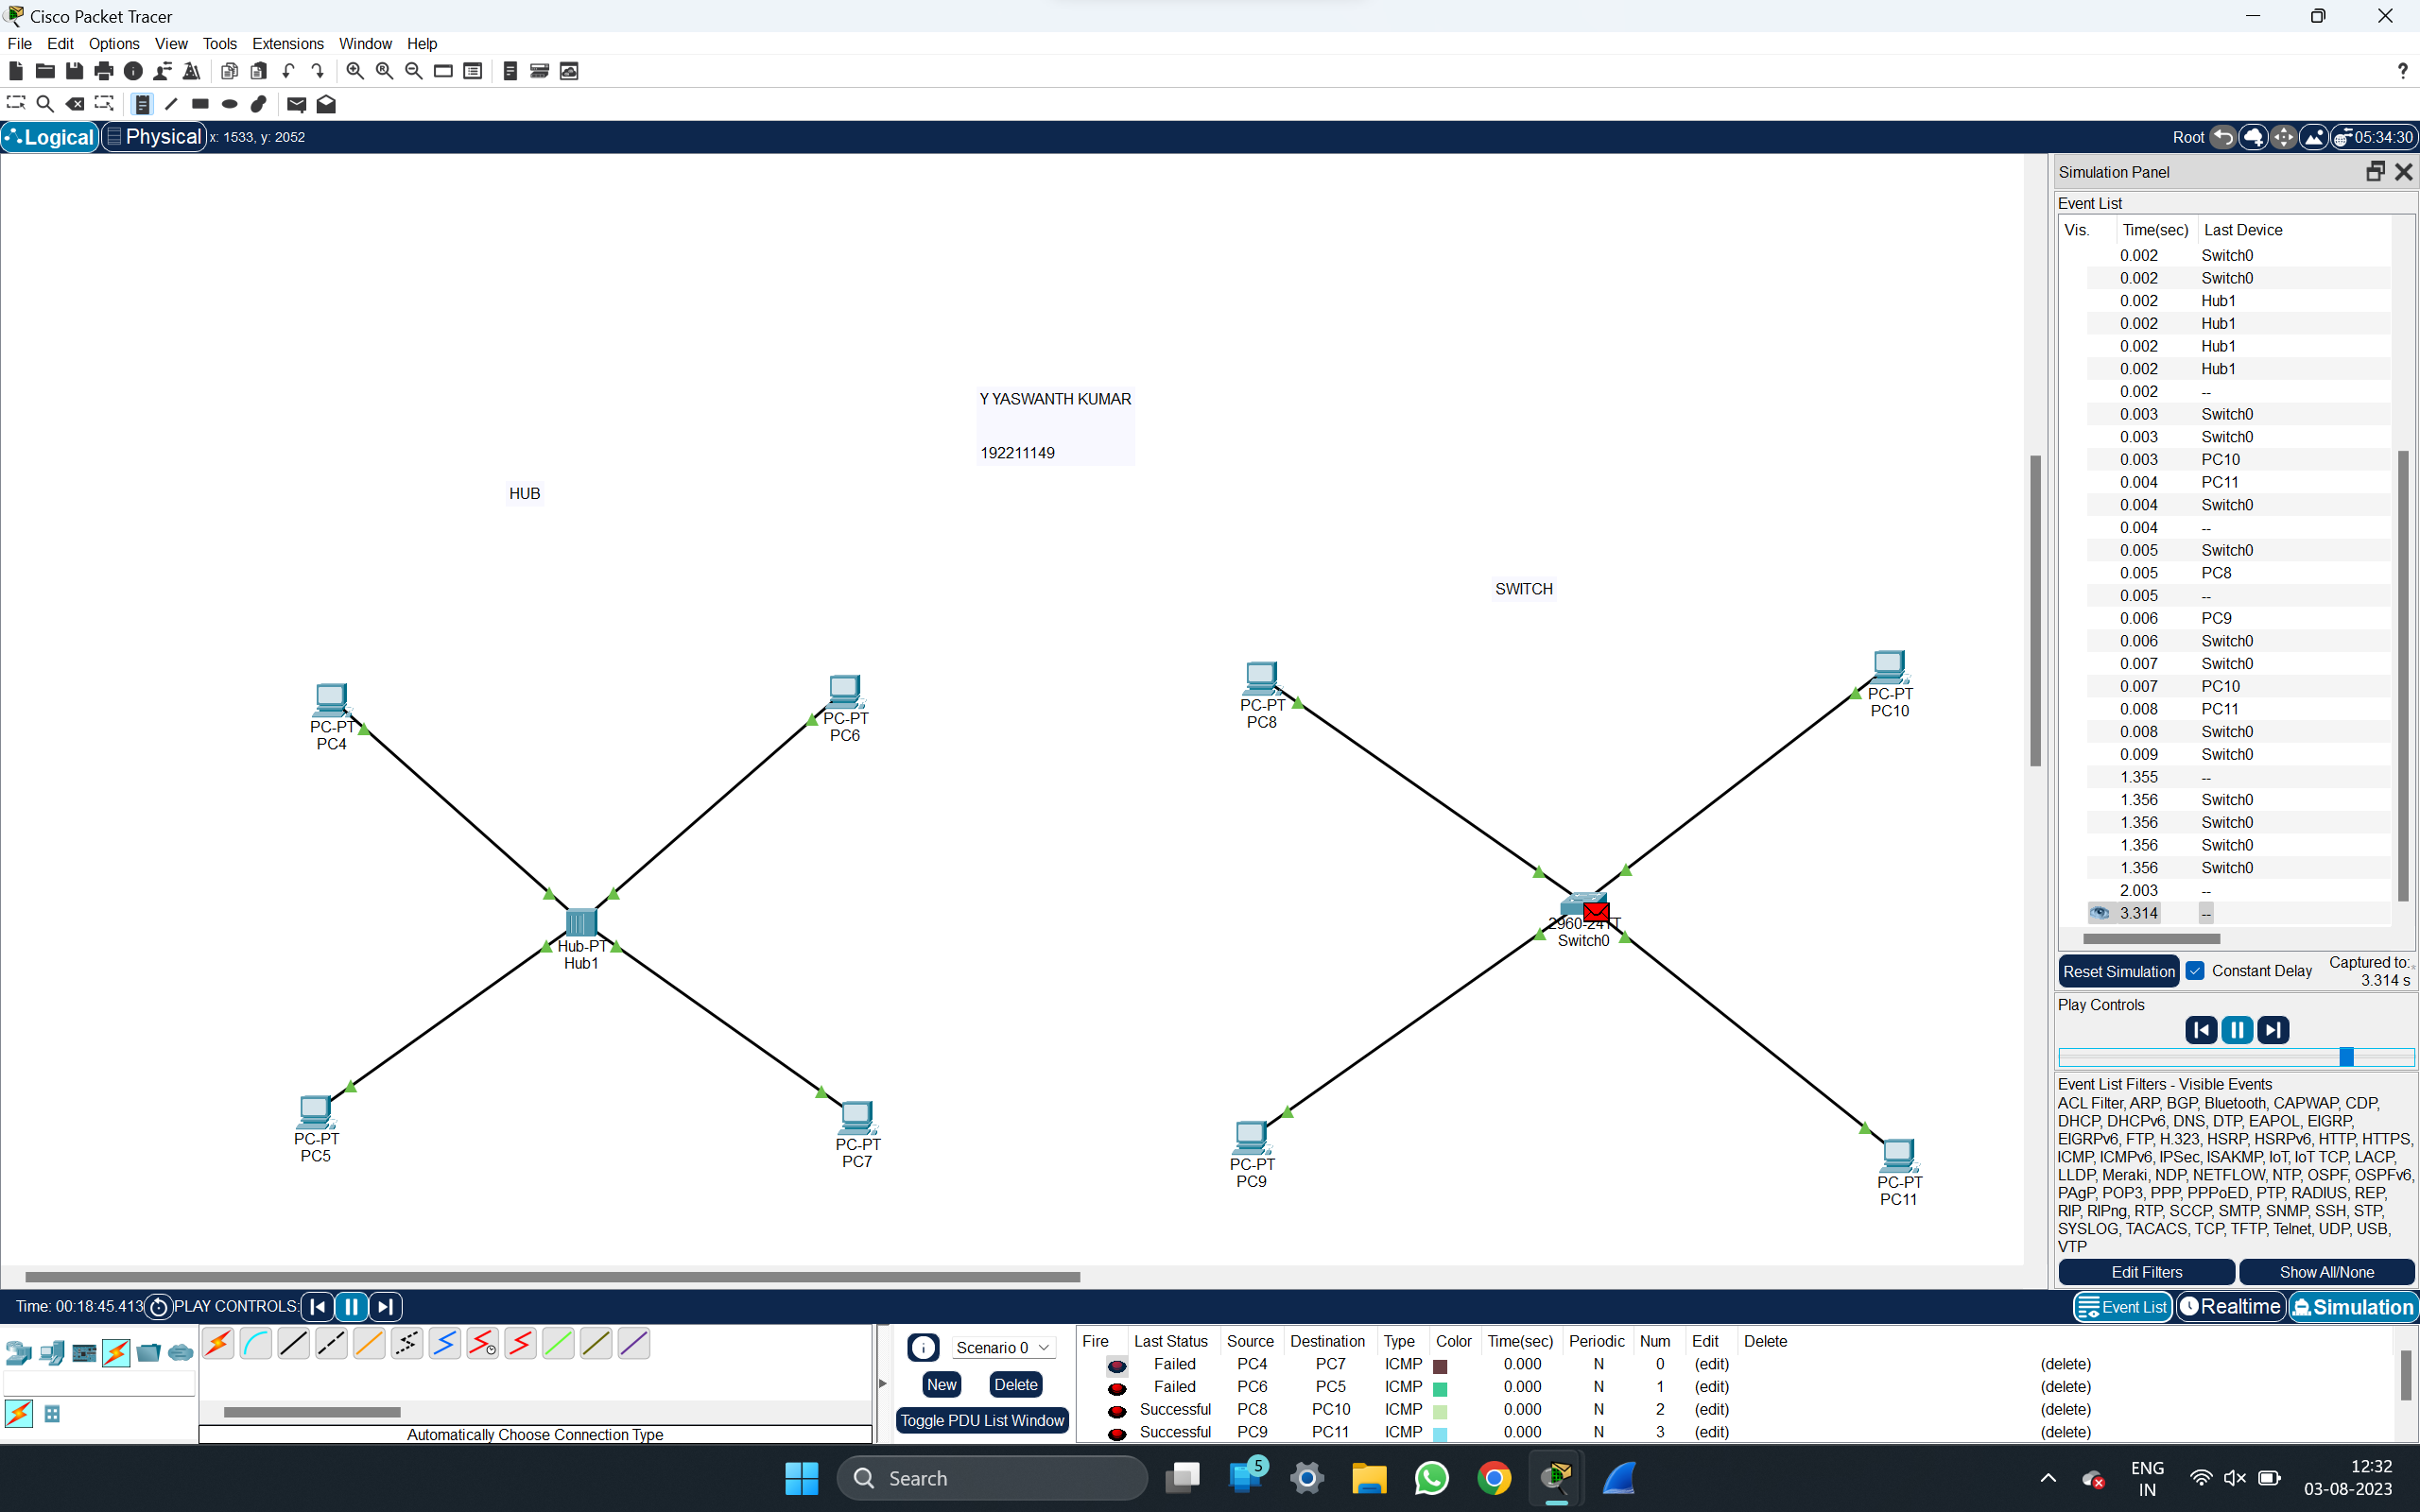 Cisco Packet Tracer
File Edit Options View Tools Extensions Window Help
?
Logical Physical x: 1533, y: 2052 Root 05:34:30
Simulation Panel
Event List
Vis. Time(sec) Last Device
0.002 Switch0
0.002 Switch0
0.002 Hub1
0.002 Hub1
0.002 Hub1
0.002 Hub1
0.002 --
0.003 Switch0
0.003 Switch0
0.003 PC10
0.004 PC11
0.004 Switch0
0.004 --
0.005 Switch0
0.005 PC8
0.005 --
0.006 PC9
0.006 Switch0
0.007 Switch0
0.007 PC10
0.008 PC11
0.008 Switch0
0.009 Switch0
1.355 --
1.356 Switch0
1.356 Switch0
1.356 Switch0
1.356 Switch0
2.003 --
3.314 --
Reset Simulation Constant Delay Captured to:
3.314 s
Play Controls
Event List Filters - Visible Events
ACL Filter, ARP, BGP, Bluetooth, CAPWAP, CDP,
DHCP, DHCPv6, DNS, DTP, EAPOL, EIGRP,
EIGRPv6, FTP, H.323, HSRP, HSRPv6, HTTP, HTTPS,
ICMP, ICMPv6, IPSec, ISAKMP, IoT, IoT TCP, LACP,
LLDP, Meraki, NDP, NETFLOW, NTP, OSPF, OSPFv6,
PAgP, POP3, PPP, PPPoED, PTP, RADIUS, REP,
RIP, RIPng, RTP, SCCP, SMTP, SNMP, SSH, STP,
SYSLOG, TACACS, TCP, TFTP, Telnet, UDP, USB,
VTP
Edit Filters Show All/None
Y YASWANTH KUMAR
192211149
HUB
SWITCH
PC-PT
PC4
PC-PT
PC6
PC-PT
PC8
PC-PT
PC10
Hub-PT
Hub1
2960-24TT
Switch0
PC-PT
PC5
PC-PT
PC7
PC-PT
PC9
PC-PT
PC11
Time: 00:18:45.413 PLAY CONTROLS: Event List Realtime Simulation
Scenario 0
New Delete
Toggle PDU List Window
Automatically Choose Connection Type
Fire Last Status Source Destination Type Color Time(sec) Periodic Num Edit Delete
Failed PC4 PC7 ICMP 0.000 N 0 (edit) (delete)
Failed PC6 PC5 ICMP 0.000 N 1 (edit) (delete)
Successful PC8 PC10 ICMP 0.000 N 2 (edit) (delete)
Successful PC9 PC11 ICMP 0.000 N 3 (edit) (delete)
Search
5
ENG
IN
12:32
03-08-2023